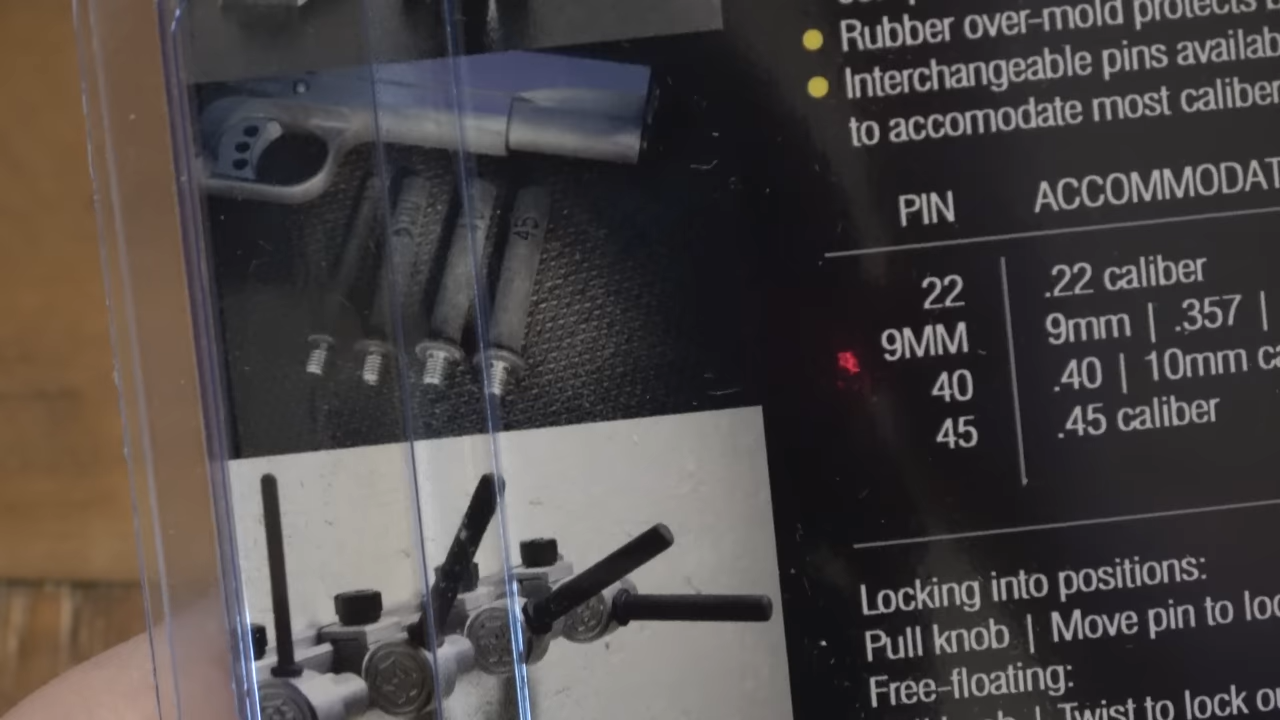 Rubber over-mold protects
Interchangeable pins availab
to accomodate most caliber
PIN ACCOMMODAT
22 .22 caliber
9MM 9mm | .357 |
40 .40 | 10mm ca
45 .45 caliber
45
Locking into positions:
Pull knob | Move pin to loc
Free-floating:
knob | Twist to lock o